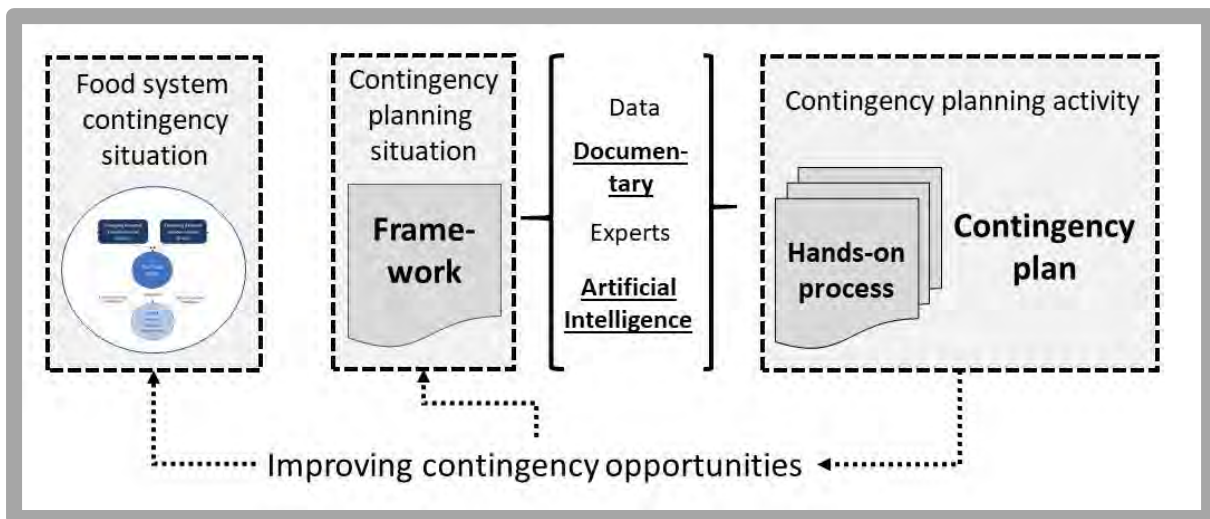 Food system
contingency
situation
Contingency
planning
situation
Frame-
work
Data
Documen-
tary
Experts
Artificial
Intelligence
Contingency planning activity
Hands-on
process
Contingency
plan
Improving contingency opportunities